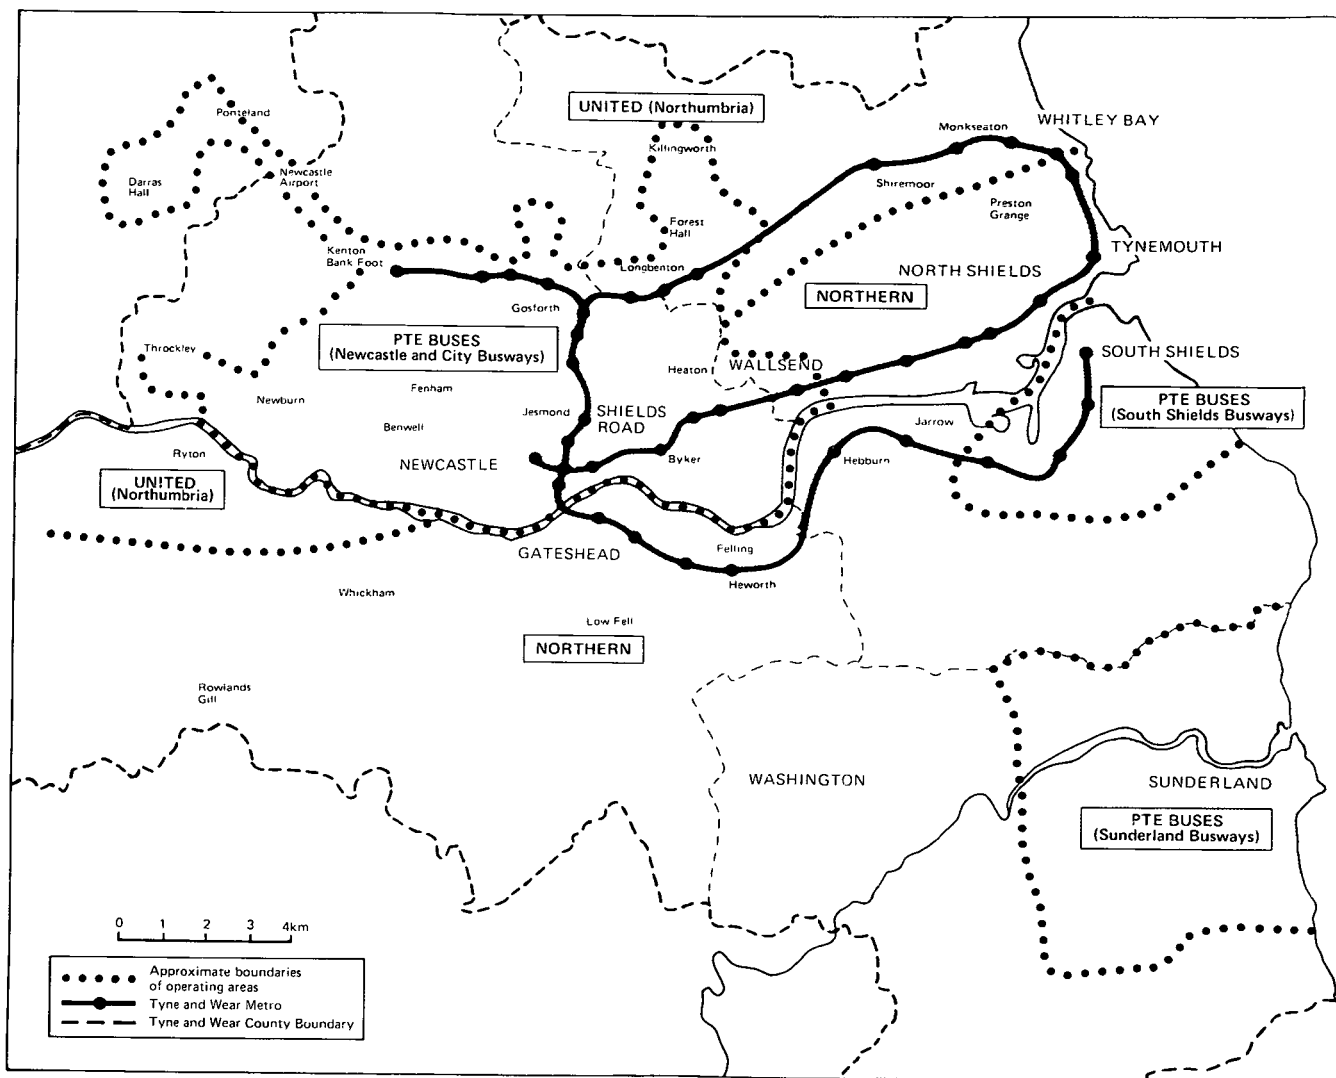 UNITED (Northumbria)
WHITLEY BAY
Monkseaton
Ponteland
Killingworth
Newcastle
Airport
Darras
Hall
Shiremoor
Preston
Grange
Forest
Hall
Kenton
Bank Foot
Longbenton
TYNEMOUTH
NORTH SHIELDS
NORTHERN
Gosforth
PTE BUSES
(Newcastle and City Busways)
Throckley
Heaton
WALLSEND
SOUTH SHIELDS
Fenham
Newburn
PTE BUSES
(South Shields Busways)
Jesmond
SHIELDS
ROAD
Benwell
Jarrow
Ryton
NEWCASTLE
Byker
Hebburn
UNITED
(Northumbria)
GATESHEAD
Felling
Heworth
Whickham
Low Fell
NORTHERN
Rowlands
Gill
WASHINGTON
SUNDERLAND
PTE BUSES
(Sunderland Busways)
0 1 2 3 4km
Approximate boundaries
of operating areas
Tyne and Wear Metro
Tyne and Wear County Boundary